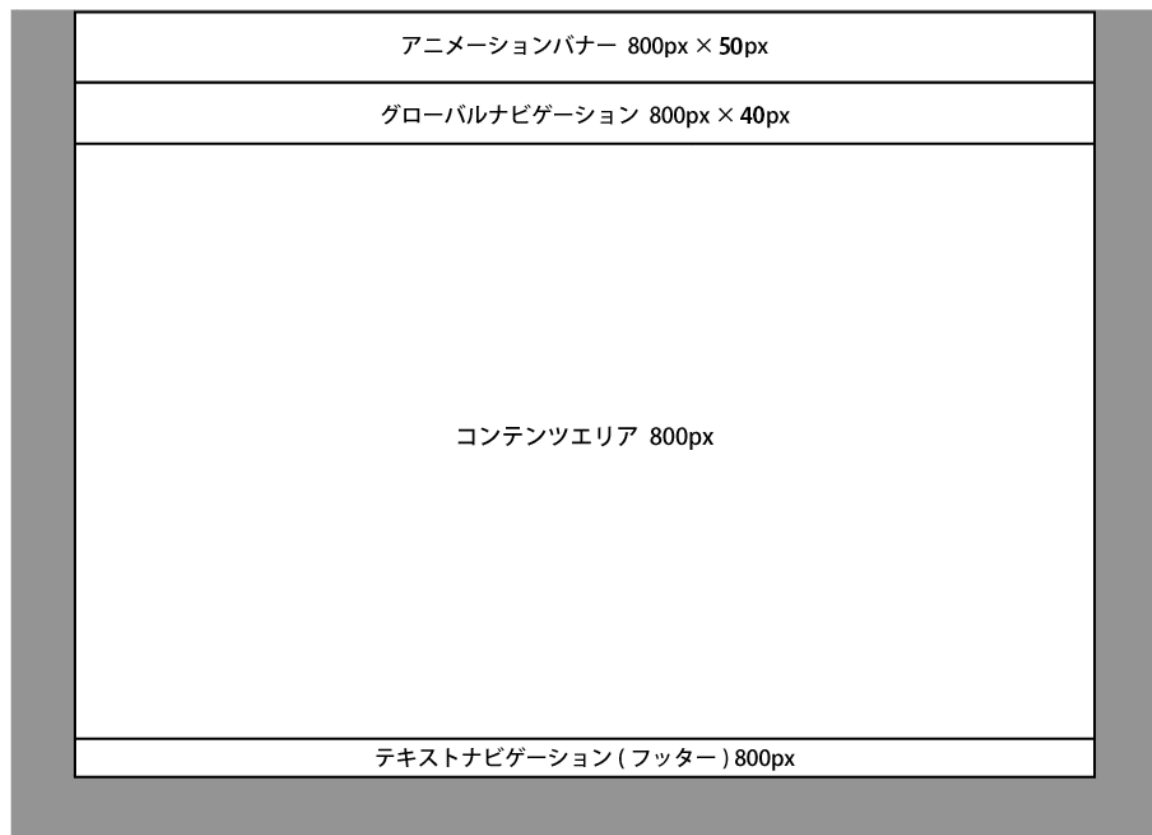 アニメーションバナー 800px × 50px
グローバルナビゲーション 800px × 40px
コンテンツエリア 800px
テキストナビゲーション ( フッター ) 800px